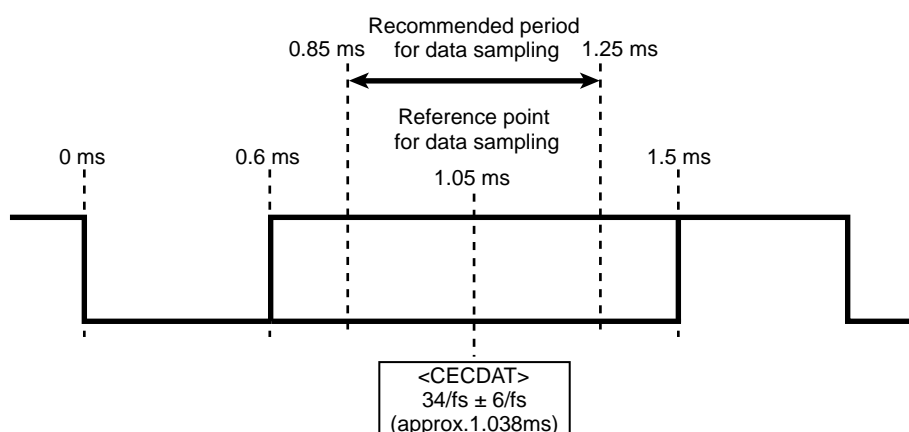 Recommended period
for data sampling
0.85 ms
1.25 ms
Reference point
for data sampling
0 ms
0.6 ms
1.05 ms
1.5 ms
<CECDAT>
34/fs ± 6/fs
(approx.1.038ms)